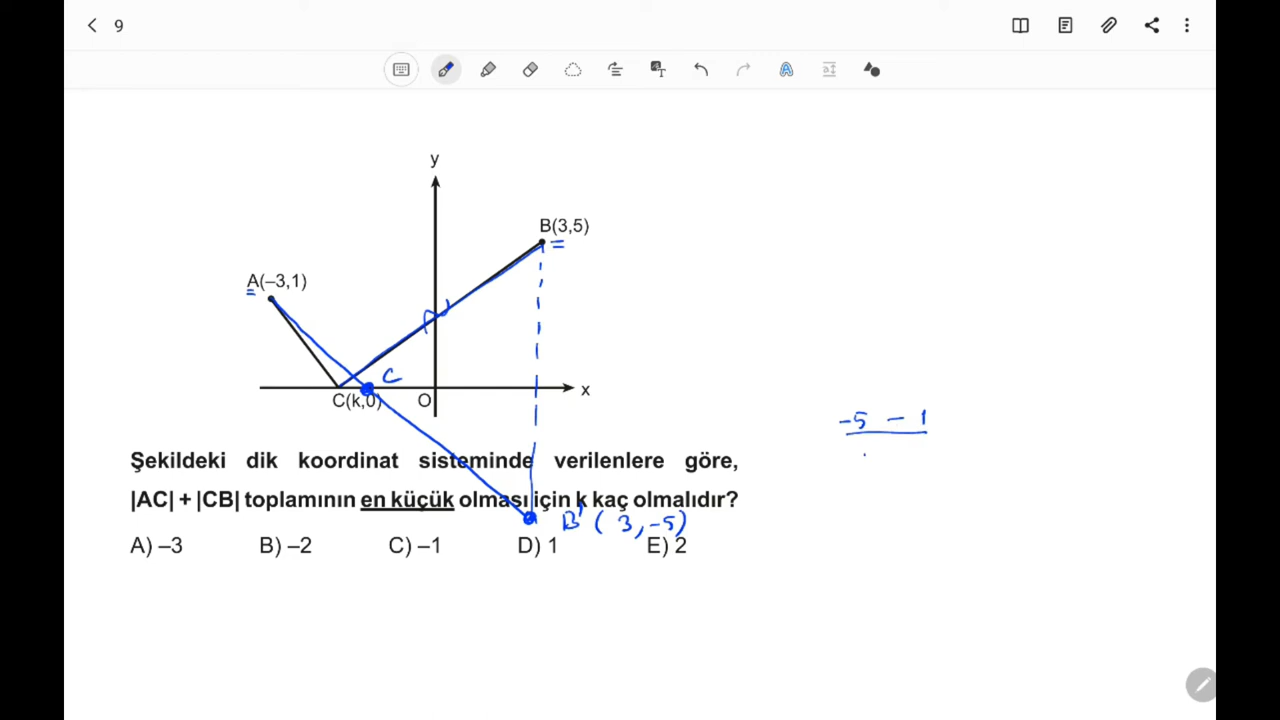 9
y
B(3,5)
A(–3,1)
C
x
C(k,0)
O
-5 - 1
Şekildeki dik koordinat sisteminde verilenlere göre,
|AC| + |CB| toplamının en küçük olması için k kaç olmalıdır?
B' ( 3, -5)
A) –3 B) –2 C) –1 D) 1 E) 2